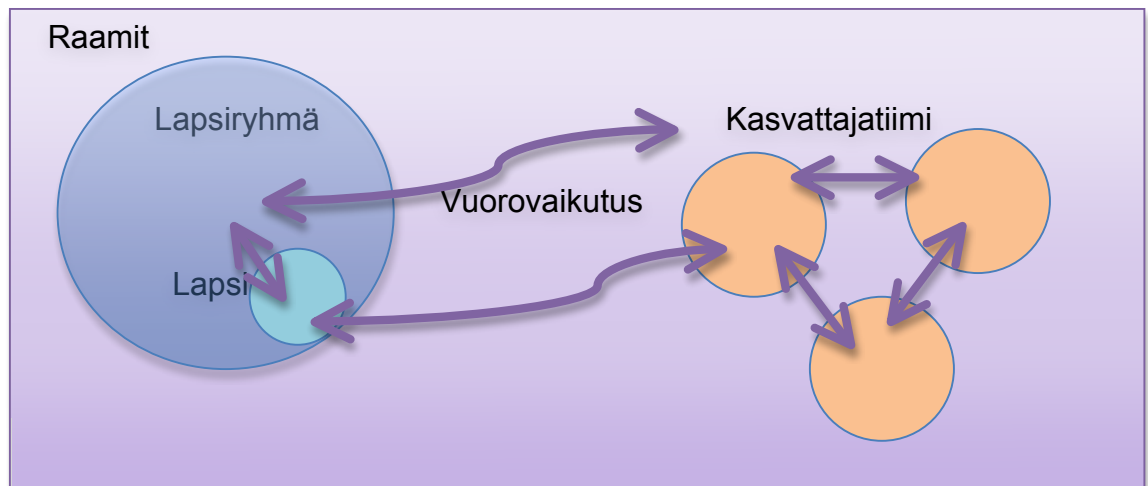 Raamit
Lapsiryhmä
Kasvattajatiimi
Vuorovaikutus
Lapsi